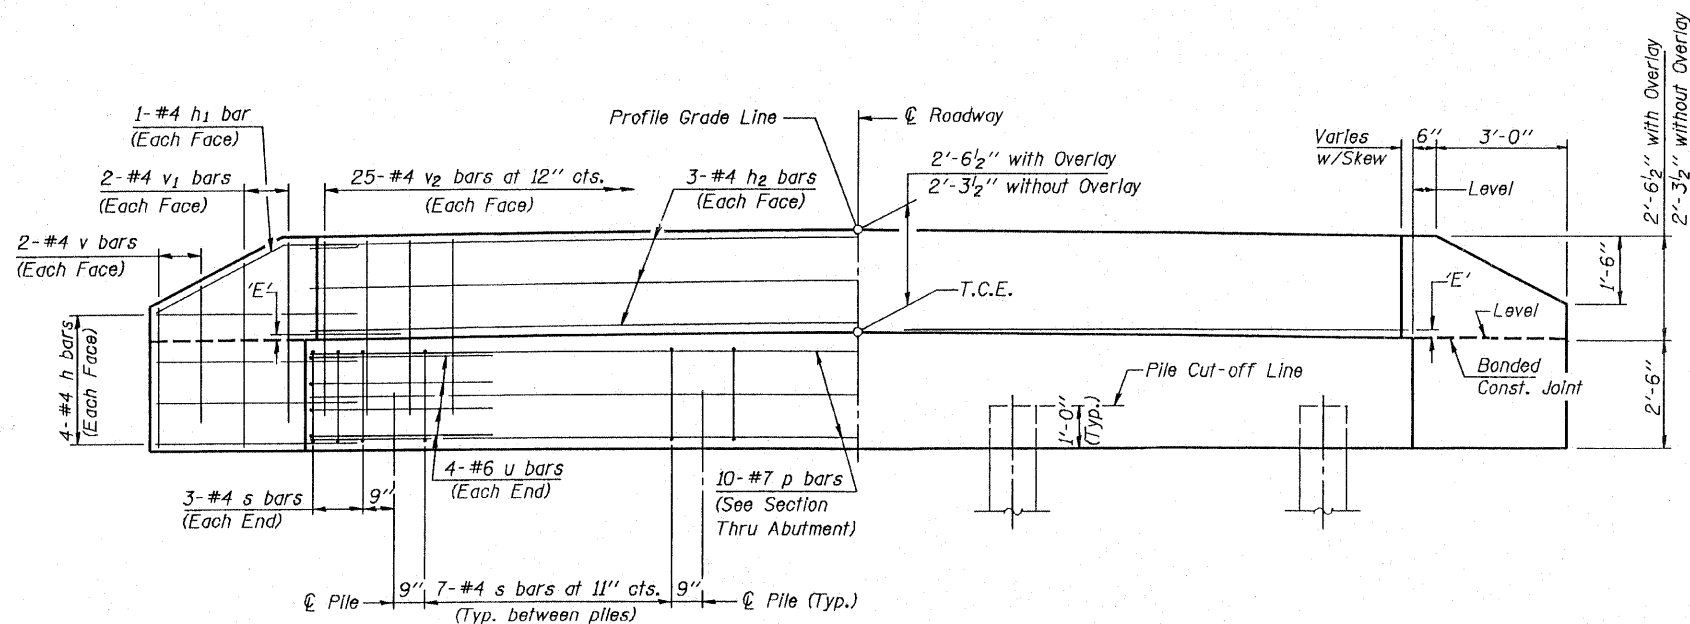 1-#4 h1 bar
(Each Face)
2-#4 v1 bars
(Each Face)
2-#4 v bars
(Each Face)
25-#4 v2 bars at 12" cts.
(Each Face)
3-#4 h2 bars
(Each Face)
Profile Grade Line
℄ Roadway
2'-6½" with Overlay
2'-3½" without Overlay
T.C.E.
Varies
w/Skew
6"
3'-0"
Level
2'-6½" with Overlay
2'-3½" without Overlay
1'-6"
'E'
'E'
Level
Bonded
Const. Joint
2'-6"
4-#4 h bars
(Each Face)
Pile Cut-off Line
1'-0"
(Typ.)
3-#4 s bars
(Each End)
9"
4-#6 u bars
(Each End)
10-#7 p bars
(See Section
Thru Abutment)
℄ Pile
9"
7-#4 s bars at 11" cts.
(Typ. between piles)
9"
℄ Pile (Typ.)